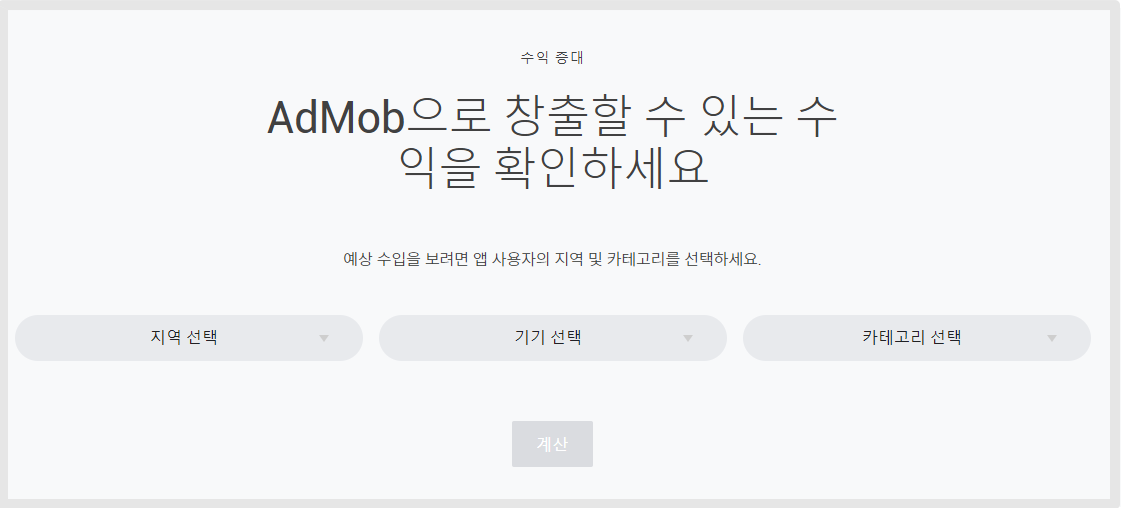 수익 증대
AdMob으로 창출할 수 있는 수
익을 확인하세요
예상 수입을 보려면 앱 사용자의 지역 및 카테고리를 선택하세요.
지역 선택
기기 선택
카테고리 선택
계산